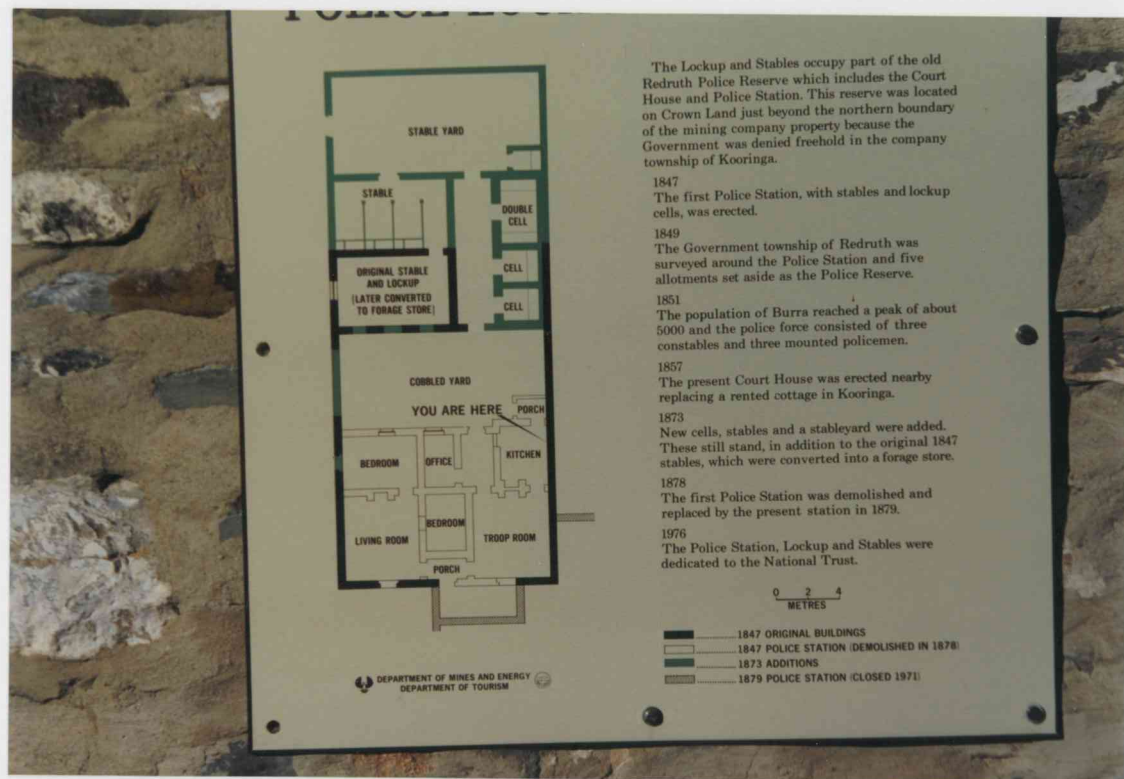 POLICE
STABLE YARD
STABLE
DOUBLE
CELL
CELL
CELL
ORIGINAL STABLE
AND LOCKUP
(LATER CONVERTED
TO FORAGE STORE)
COBBLED YARD
YOU ARE HERE
PORCH
BEDROOM
OFFICE
KITCHEN
BEDROOM
LIVING ROOM
TROOP ROOM
PORCH
DEPARTMENT OF MINES AND ENERGY
DEPARTMENT OF TOURISM
The Lockup and Stables occupy part of the old
Redruth Police Reserve which includes the Court
House and Police Station. This reserve was located
on Crown Land just beyond the northern boundary
of the mining company property because the
Government was denied freehold in the company
township of Kooringa.
1847
The first Police Station, with stables and lockup
cells, was erected.
1849
The Government township of Redruth was
surveyed around the Police Station and five
allotments set aside as the Police Reserve.
1851
The population of Burra reached a peak of about
5000 and the police force consisted of three
constables and three mounted policemen.
1857
The present Court House was erected nearby
replacing a rented cottage in Kooringa.
1873
New cells, stables and a stableyard were added.
These still stand, in addition to the original 1847
stables, which were converted into a forage store.
1878
The first Police Station was demolished and
replaced by the present station in 1879.
1976
The Police Station, Lockup and Stables were
dedicated to the National Trust.
0 2 4
METRES
1847 ORIGINAL BUILDINGS
1847 POLICE STATION (DEMOLISHED IN 1878)
1873 ADDITIONS
1879 POLICE STATION (CLOSED 1971)